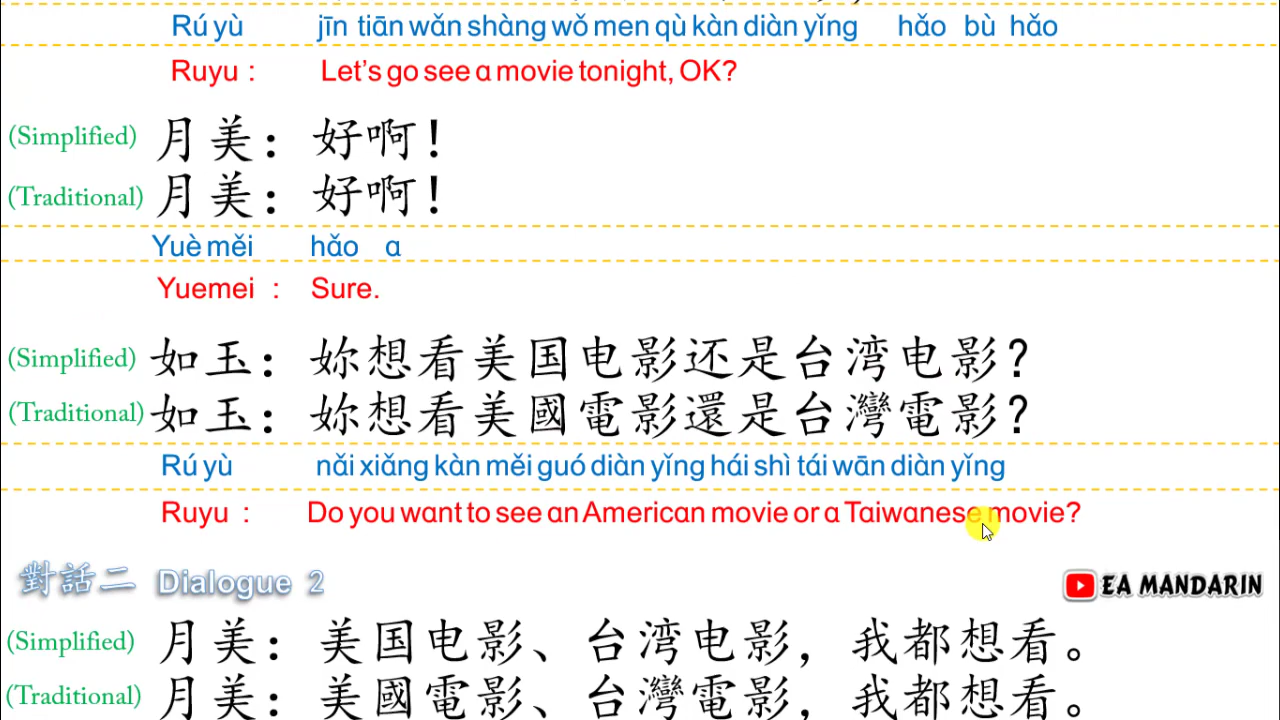 Rú yù jīn tiān wǎn shàng wǒ men qù kàn diàn yǐng hǎo bù hǎo
Ruyu : Let's go see a movie tonight, OK?
(Simplified) 月美：好啊！
(Traditional) 月美：好啊！
Yuè měi hǎo a
Yuemei : Sure.
(Simplified) 如玉：妳想看美国电影还是台湾电影？
(Traditional) 如玉：妳想看美國電影還是台灣電影？
Rú yù nǎi xiǎng kàn měi guó diàn yǐng hái shì tái wān diàn yǐng
Ruyu : Do you want to see an American movie or a Taiwanese movie?
對話二 Dialogue 2
EA MANDARIN
(Simplified) 月美：美国电影、台湾电影，我都想看。
(Traditional) 月美：美國電影、台灣電影，我都想看。